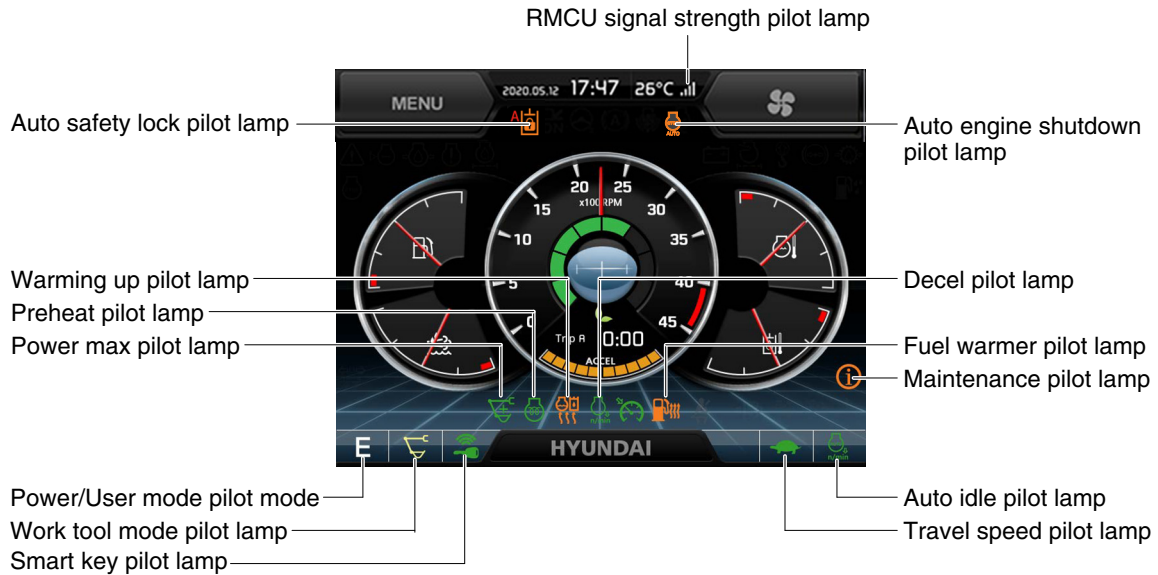 RMCU signal strength pilot lamp
MENU
2020.05.12 17:47 26°C
Auto safety lock pilot lamp
A
AUTO
Auto engine shutdown
pilot lamp
20 25
x100RPM
15 30
10 35
5 40
0 45
Trip A 0:00
ACCEL
Warming up pilot lamp
Preheat pilot lamp
Power max pilot lamp
Decel pilot lamp
Fuel warmer pilot lamp
Maintenance pilot lamp
i
C
n/min
E
C
HYUNDAI
n/min
Power/User mode pilot mode
Work tool mode pilot lamp
Smart key pilot lamp
Auto idle pilot lamp
Travel speed pilot lamp